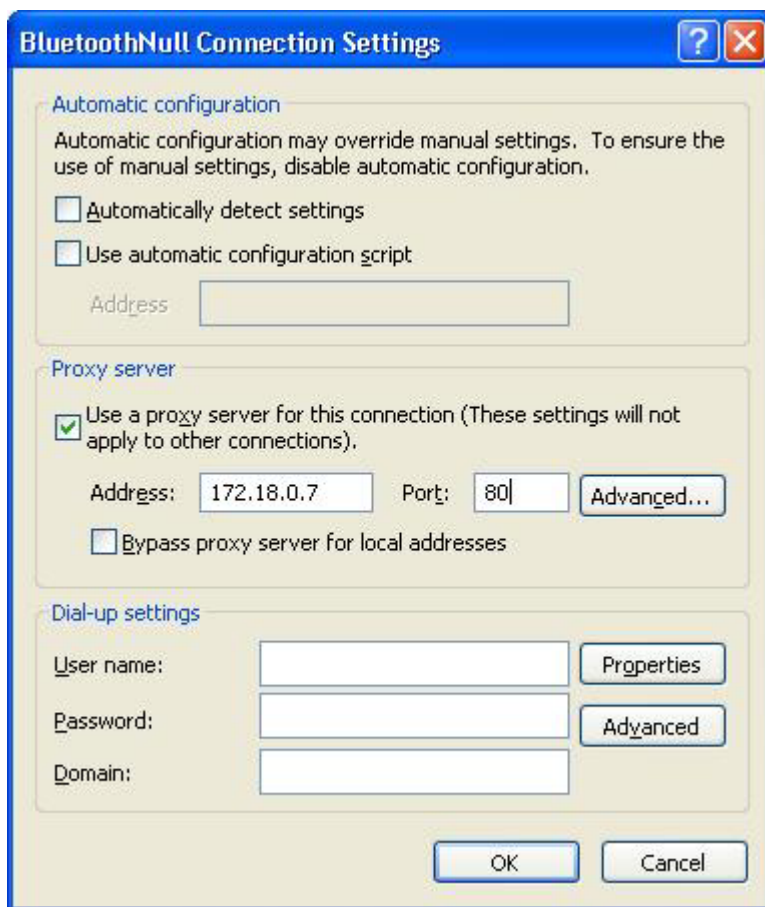 BluetoothNull Connection Settings
Automatic configuration
Automatic configuration may override manual settings. To ensure the
use of manual settings, disable automatic configuration.
Automatically detect settings
Use automatic configuration script
Address
Proxy server
Use a proxy server for this connection (These settings will not
apply to other connections).
Address: 172.18.0.7 Port: 80 Advanced...
Bypass proxy server for local addresses
Dial-up settings
User name: Properties
Password: Advanced
Domain:
OK Cancel